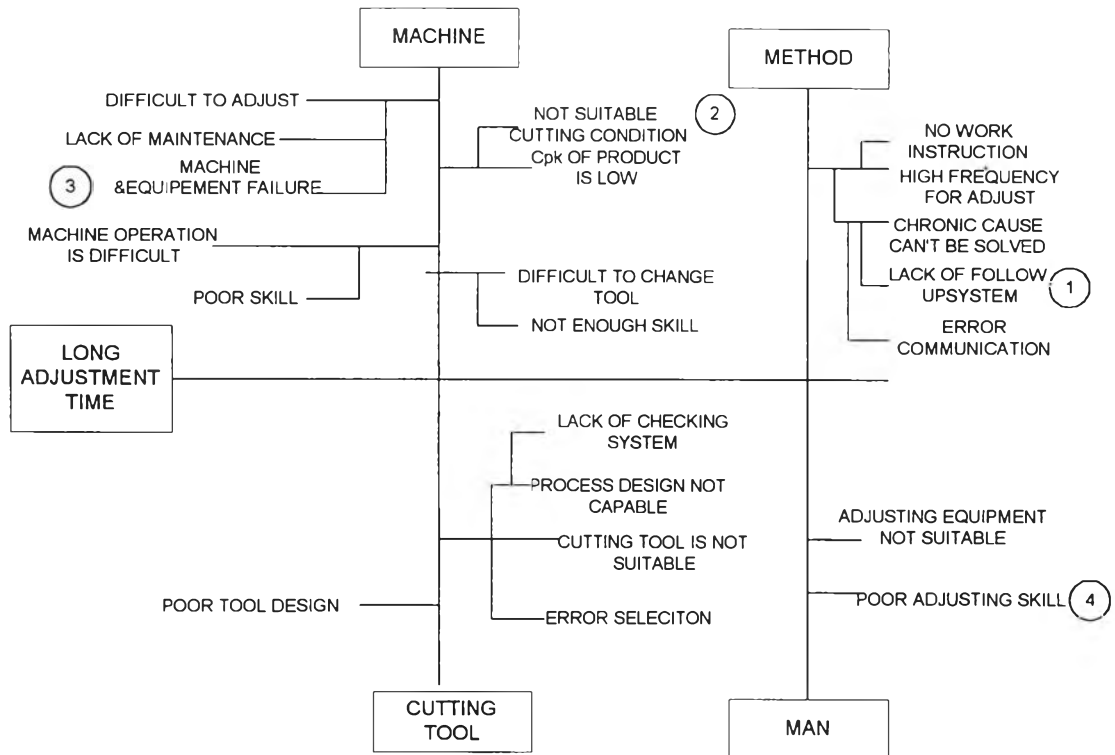 MACHINE
METHOD
DIFFICULT TO ADJUST
LACK OF MAINTENANCE
MACHINE
&EQUIPEMENT FAILURE
3
NOT SUITABLE
CUTTING CONDITION
2
Cpk OF PRODUCT
IS LOW
NO WORK
INSTRUCTION
HIGH FREQUENCY
FOR ADJUST
CHRONIC CAUSE
CAN'T BE SOLVED
LACK OF FOLLOW
UPSYSTEM
1
ERROR
COMMUNICATION
MACHINE OPERATION
IS DIFFICULT
POOR SKILL
DIFFICULT TO CHANGE
TOOL
NOT ENOUGH SKILL
LONG
ADJUSTMENT
TIME
LACK OF CHECKING
SYSTEM
PROCESS DESIGN NOT
CAPABLE
CUTTING TOOL IS NOT
SUITABLE
ERROR SELECITON
POOR TOOL DESIGN
ADJUSTING EQUIPMENT
NOT SUITABLE
POOR ADJUSTING SKILL
4
CUTTING
TOOL
MAN